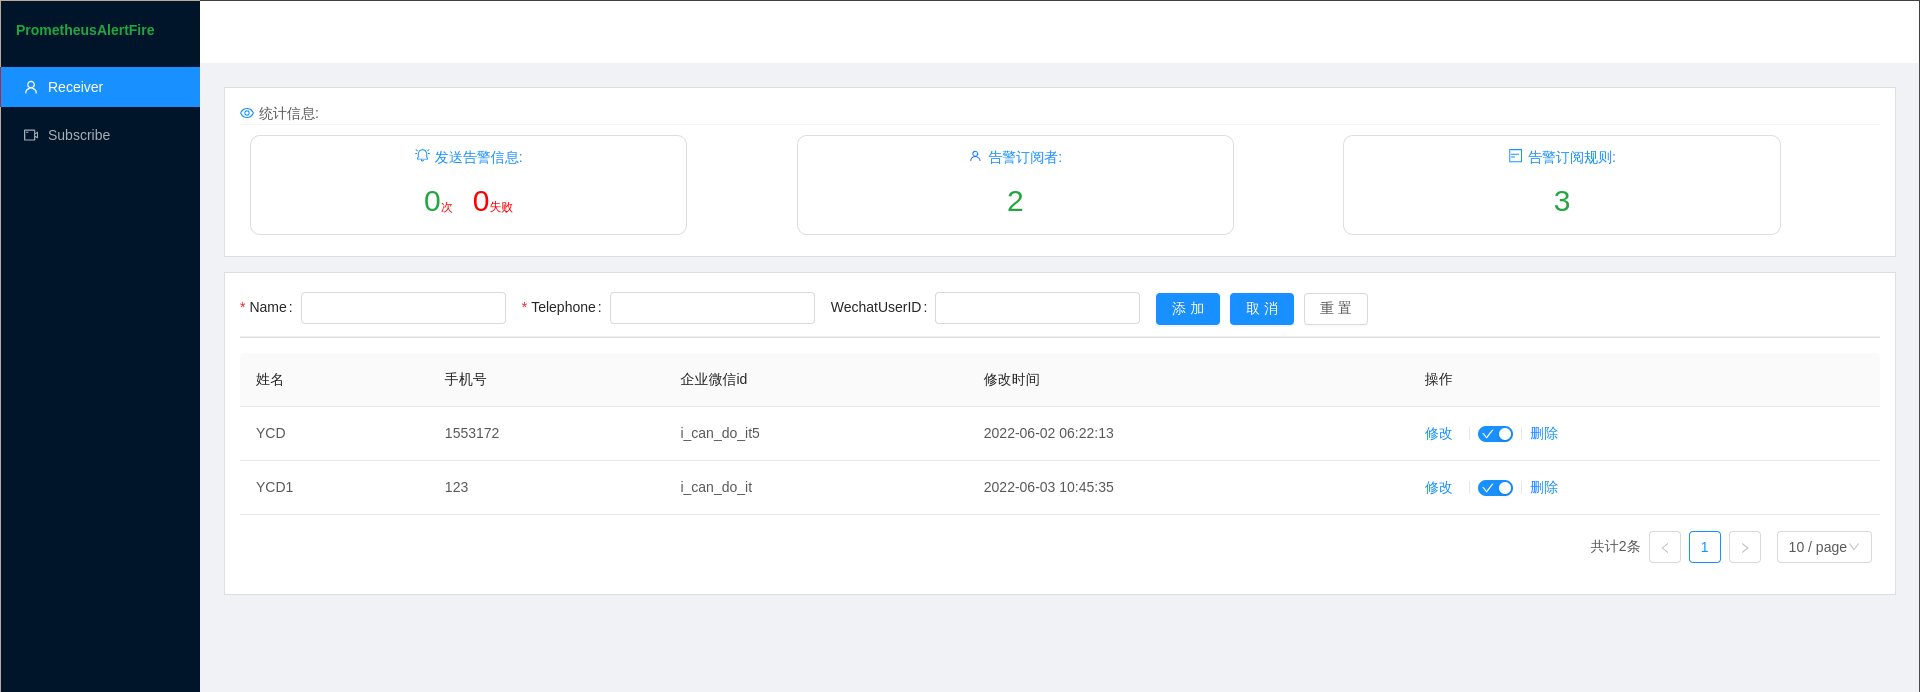 PrometheusAlertFire
Receiver
Subscribe
统计信息:
发送告警信息:
0次 0失败
告警订阅者:
2
告警订阅规则:
3
* Name :
* Telephone :
WechatUserID :
添 加
取 消
重 置
姓名 手机号 企业微信id 修改时间 操作
YCD 1553172 i_can_do_it5 2022-06-02 06:22:13 修改 删除
YCD1 123 i_can_do_it 2022-06-03 10:45:35 修改 删除
共计2条 1 10 / page